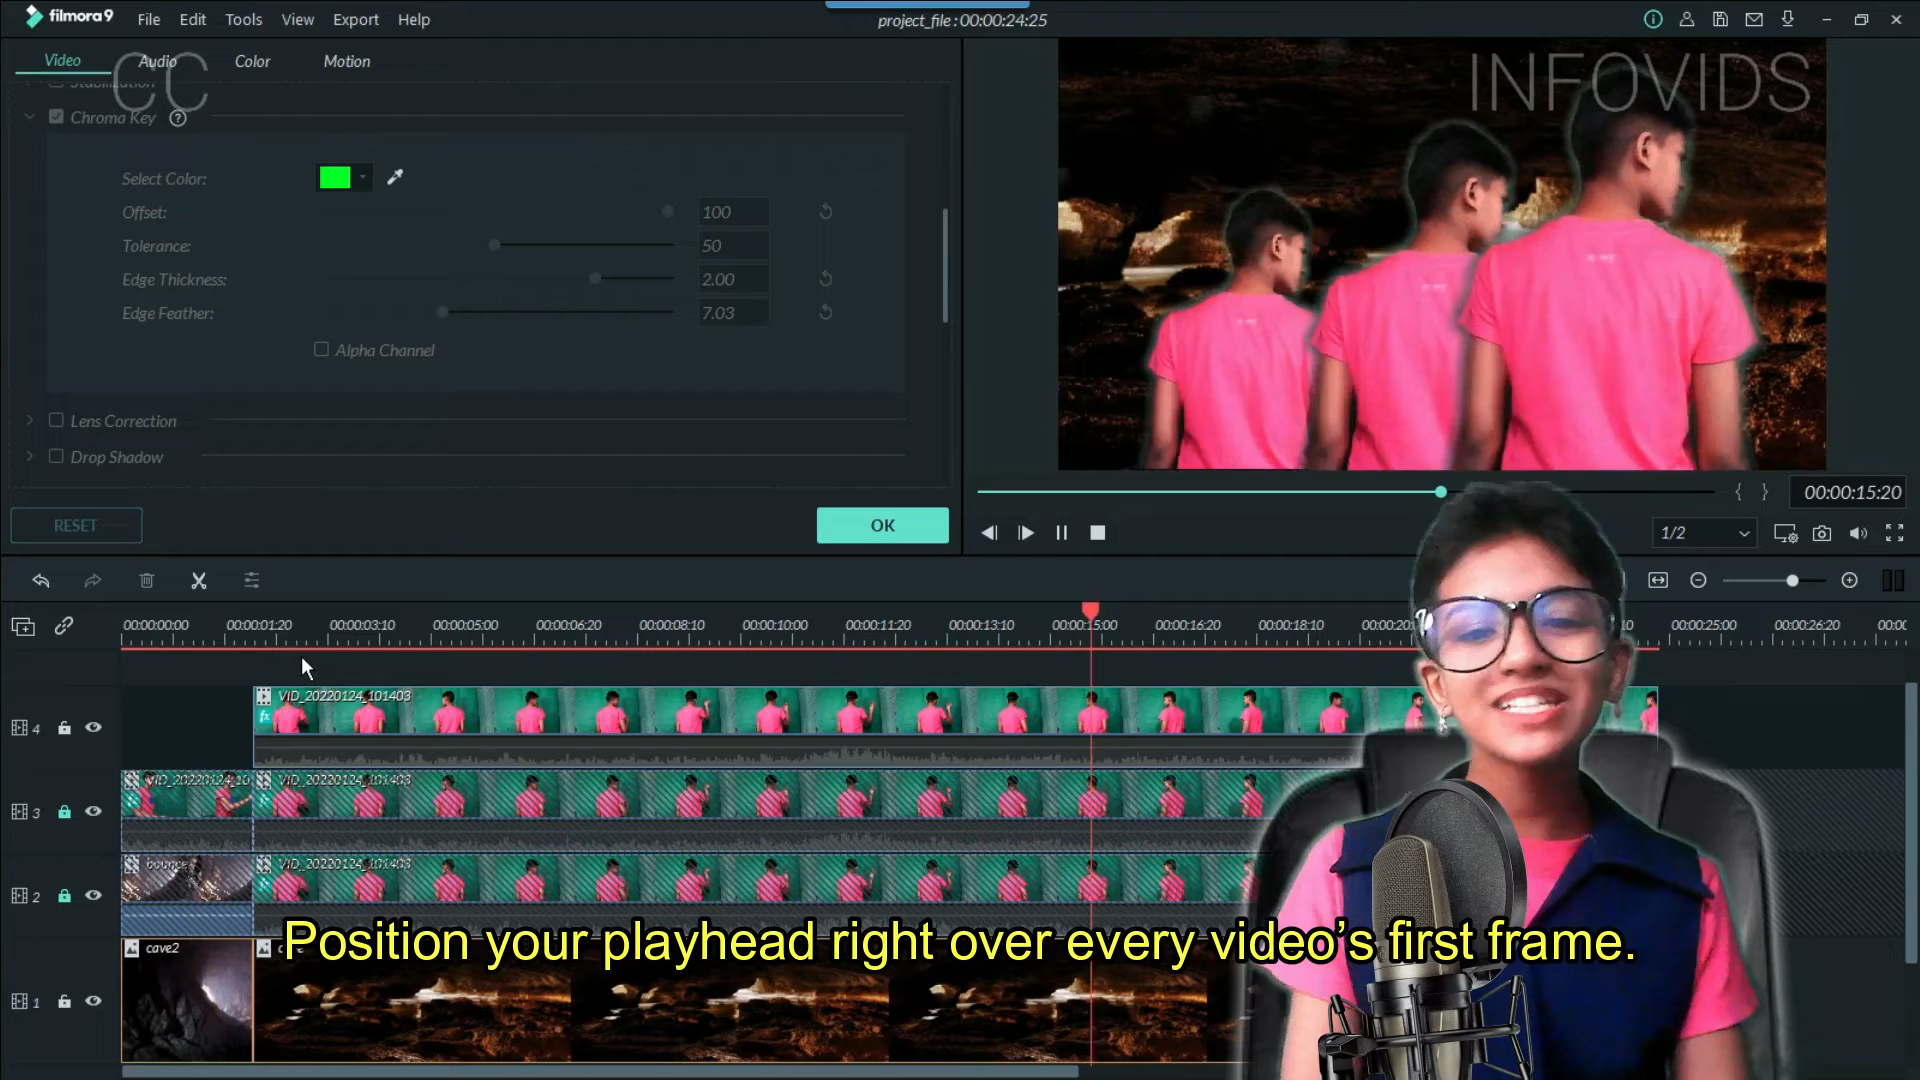 filmora9 File Edit Tools View Export Help project_file : 00:00:24:25
Video Audio Color Motion
CC
INFOVIDS
Stabilization
Chroma Key ?
Select Color:
Offset: 100
Tolerance: 50
Edge Thickness: 2.00
Edge Feather: 7.03
Alpha Channel
Lens Correction
Drop Shadow
RESET OK
{ } 00:00:15:20
1/2
00:00:00:00 00:00:01:20 00:00:03:10 00:00:05:00 00:00:06:20 00:00:08:10 00:00:10:00 00:00:11:20 00:00:13:10 00:00:15:00 00:00:16:20 00:00:18:10 00:00:20: 10 00:00:25:00 00:00:26:20 00:00
VID_20220124_101403
4
VID_20220124_10 VID_20220124_101403
3
bounce VID_20220124_101403
2
cave2
Position your playhead right over every video's first frame.
1